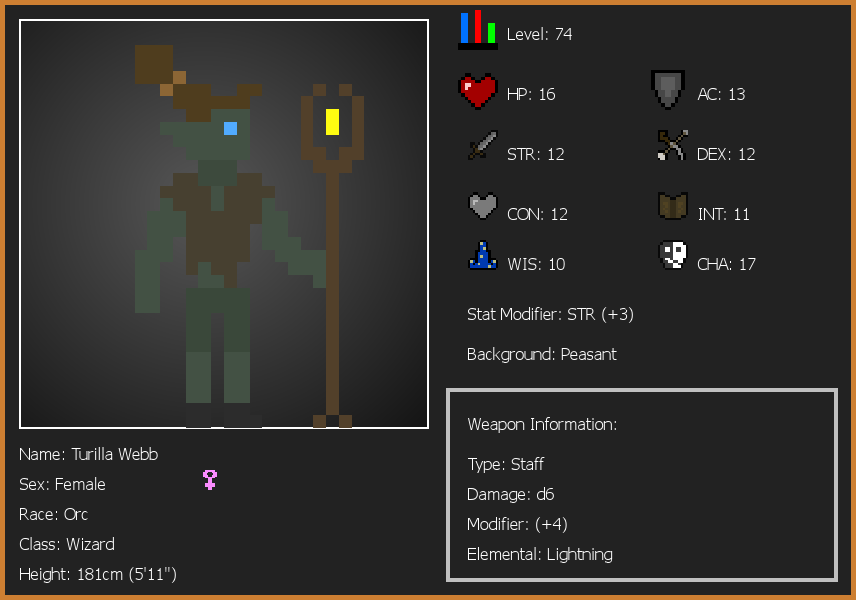 Level: 74
HP: 16
AC: 13
STR: 12
DEX: 12
CON: 12
INT: 11
WIS: 10
CHA: 17
Stat Modifier: STR (+3)
Background: Peasant
Weapon Information:
Type: Staff
Damage: d6
Modifier: (+4)
Elemental: Lightning
Name: Turilla Webb
Sex: Female
Race: Orc
Class: Wizard
Height: 181cm (5'11")